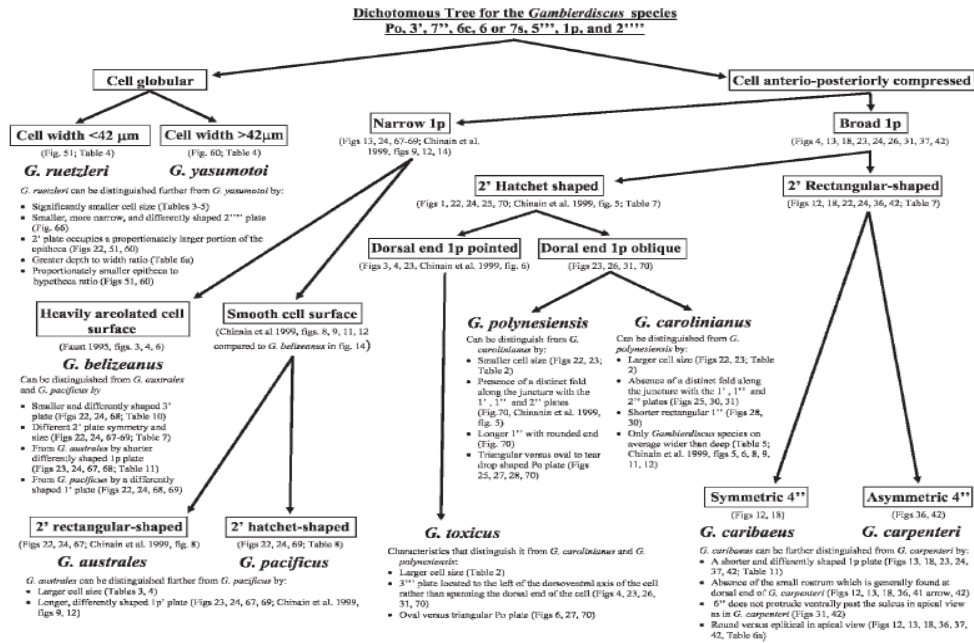 Dichotomous Tree for the Gambierdiscus species
Po, 3’, 7”, 6c, 6 or 7s, 5’’’, 1p, and 2’’’’
Cell globular
Cell anterio-posteriorly compressed
Cell width <42 µm
(Fig. 51; Table 4)
G. ruetzleri
Cell width >42µm
(Fig. 60; Table 4)
G. yasumotoi
G. ruetzleri can be distinguished further from G. yasumotoi by:
▪ Significantly smaller cell size (Tables 3-5)
▪ Smaller, more narrow, and differently shaped 2’’’’ plate
(Fig. 66)
▪ 2’ plate occupies a proportionately larger portion of the
epitheca (Figs 22, 51, 60)
▪ Greater depth to width ratio (Table 6a)
▪ Proportionately smaller epitheca to
hypotheca ratio (Figs 51, 60)
Narrow 1p
(Figs 13, 24, 67-69; Chinain et al.
1999, figs 9, 12, 14)
Broad 1p
(Figs 4, 13, 18, 23, 24, 26, 31, 37, 42)
2’ Hatchet shaped
(Figs 1, 22, 24, 25, 70; Chinain et al. 1999, fig. 5; Table 7)
2’ Rectangular-shaped
(Figs 12, 18, 22, 24, 36, 42; Table 7)
Dorsal end 1p pointed
(Figs 3, 4, 23, Chinain et al. 1999, fig. 6)
Doral end 1p oblique
(Figs 23, 26, 31, 70)
Heavily areolated cell
surface
(Faust 1995, figs. 3, 4, 6)
G. belizeanus
Can be distinguished from G. australes
and G. pacificus by
▪ Smaller and differently shaped 3’
plate (Figs 22, 24, 68; Table 10)
▪ Different 2’ plate symmetry and
size (Figs 22, 24, 67-69; Table 7)
▪ From G. australes by shorter
differently shaped 1p plate
(Figs 23, 24, 67, 68; Table 11)
▪ From G. pacificus by a differently
shaped 1’ plate (Figs 22, 24, 68, 69)
Smooth cell surface
(Chinain et al 1999, figs. 8, 9, 11, 12
compared to G. belizeanus in fig. 14)
G. polynesiensis
Can be distinguish from G.
carolinianus by:
▪ Smaller cell size (Figs 22, 23;
Table 2)
▪ Presence of a distinct fold
along the juncture with the
1’, 1” and 2” plates
(Fig.70, Chinanin et al. 1999,
fig. 5)
▪ Longer 1” with rounded end
(Fig. 70)
▪ Triangular versus oval to tear
drop shaped Po plate (Figs
25, 27, 28, 70)
G. carolinianus
Can be distinguished from G.
polynesiensis by:
▪ Larger cell size (Figs 22, 23; Table
2)
▪ Absence of a distinct fold along
the juncture with the 1’, 1” and
2” plates (Figs 25, 30, 31)
▪ Shorter rectangular 1” (Figs 28,
30)
▪ Only Gambierdiscus species on
average wider than deep (Table 5;
Chinain et al. 1999, figs 5, 6, 8, 9,
11, 12)
2’ rectangular-shaped
(Figs 22, 24, 67; Chinain et al. 1999, fig. 8)
G. australes
2’ hatchet-shaped
(Figs 22, 24, 69; Table 8)
G. pacificus
G. australes can be distinguished further from G. pacificus by:
▪ Larger cell size (Tables 3, 4)
▪ Longer, differently shaped 1p’ plate (Figs 23, 24, 67, 69; Chinain et al. 1999,
figs 9, 12)
G. toxicus
Characteristics that distinguish it from G. carolinianus and G.
polynesiensis:
▪ Larger cell size (Table 2)
▪ 3’’’ plate located to the left of the dorsoventral axis of the cell
rather than spanning the dorsal end of the cell (Figs 4, 23, 26,
31, 70)
▪ Oval versus triangular Po plate (Figs 6, 27, 70)
Symmetric 4”
(Figs 12, 18)
G. caribaeus
Asymmetric 4”
(Figs 36, 42)
G. carpenteri
G. caribaeus can be further distinguished from G. carpenteri by:
▪ A shorter and differently shaped 1p plate (Figs 13, 18, 23, 24,
37, 42; Table 11)
▪ Absence of the small rostrum which is generally found at
dorsal end of G. carpenteri (Figs 12, 13, 18, 36, 41 arrow, 42)
▪ 6” does not protrude ventrally past the sulcus in apical view
as in G. carpenteri (Figs 31, 42)
▪ Round versus epiltical in apical view (Figs 12, 13, 18, 36, 37,
42, Table 6a)